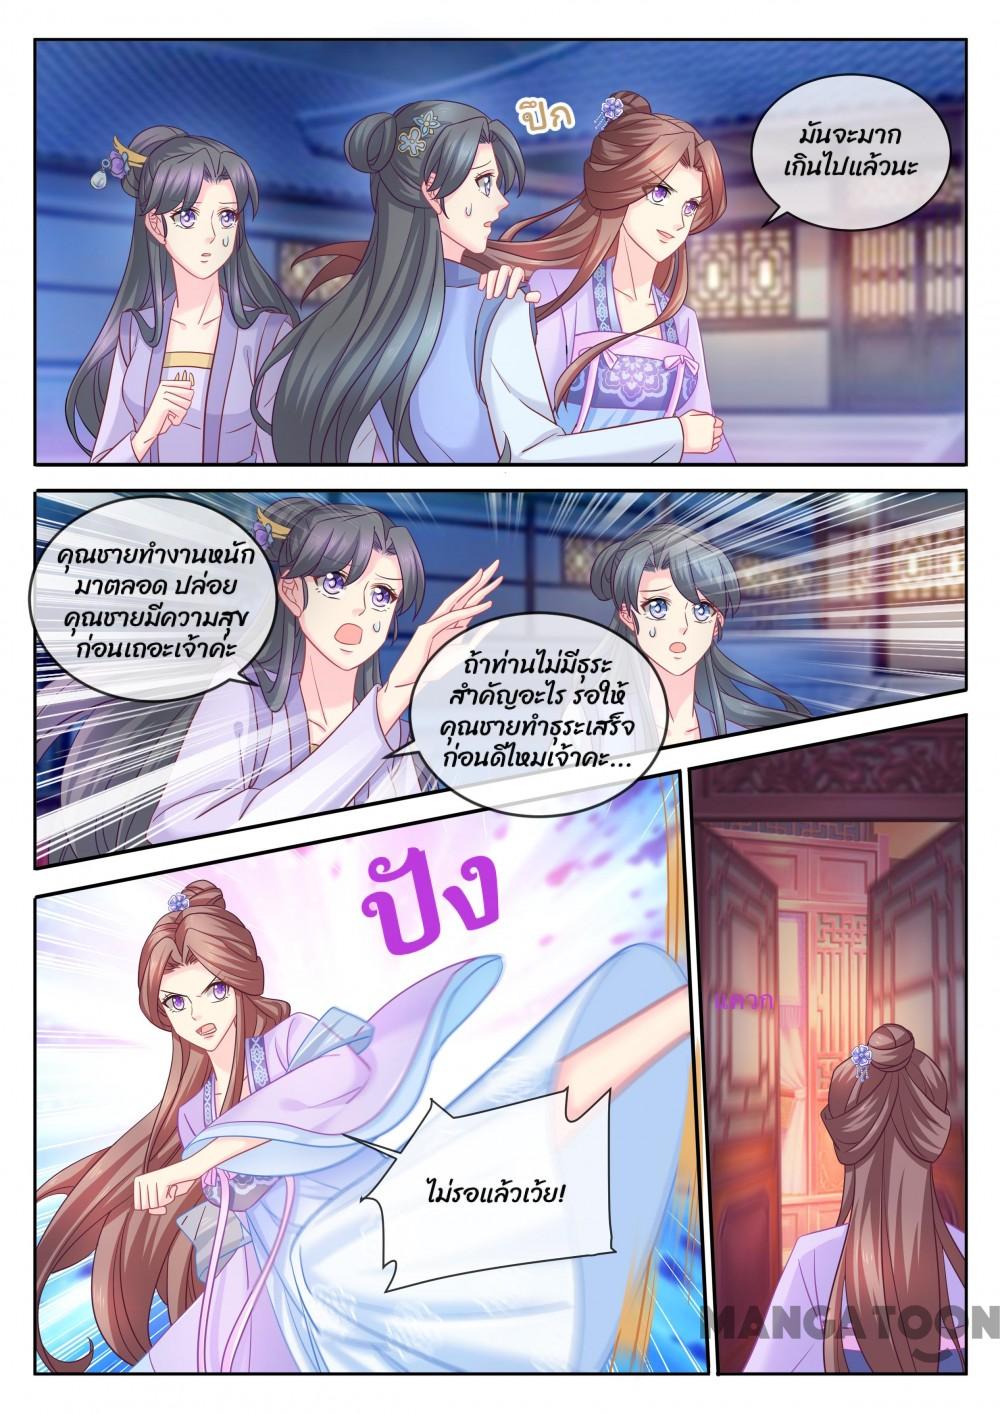 ปึก
มันจะมาก
เกินไปแล้วนะ
คุณชายทำงานหนัก
มาตลอด ปล่อย
คุณชายมีความสุข
ก่อนเถอะเจ้าคะ
ถ้าท่านไม่มีธุระ
สำคัญอะไร รอให้
คุณชายทำธุระเสร็จ
ก่อนดีไหมเจ้าคะ...
ปัง
ไม่รอแล้วเว้ย!
แควก
MANGATOON